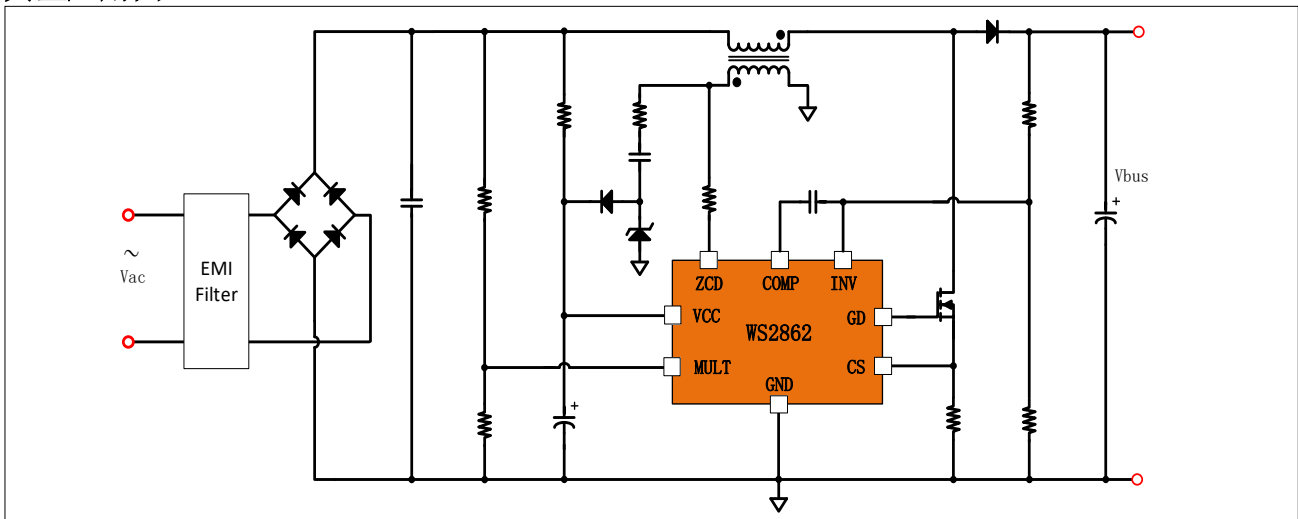 Vbus
+
~
Vac
EMI
Filter
ZCD
COMP
INV
VCC
GD
WS2862
MULT
CS
GND
+